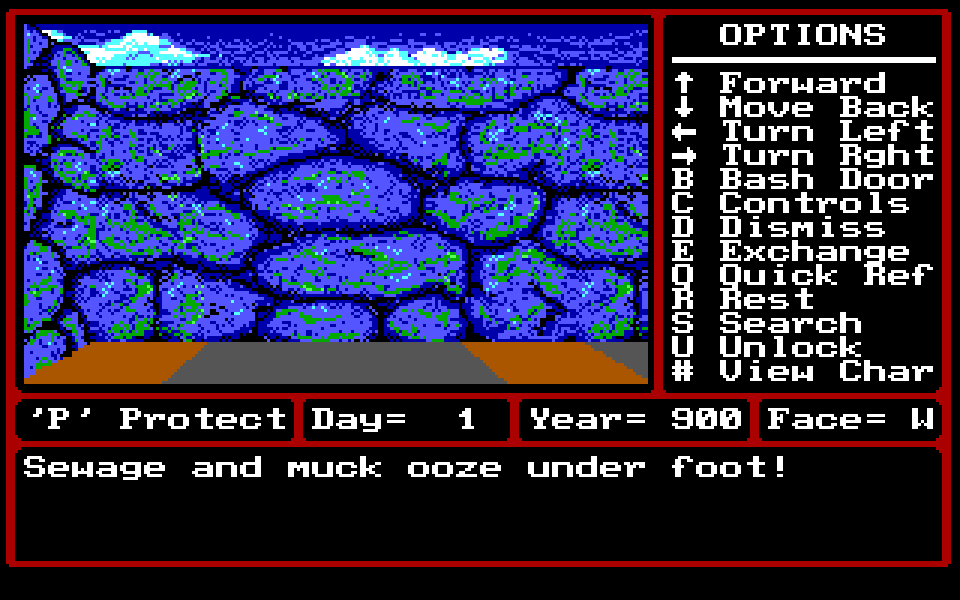 OPTIONS
↑ Forward
↓ Move Back
← Turn Left
→ Turn Rght
B Bash Door
C Controls
D Dismiss
E Exchange
Q Quick Ref
R Rest
S Search
U Unlock
# View Char
'P' Protect
Day= 1
Year= 900
Face= W
Sewage and muck ooze under foot!